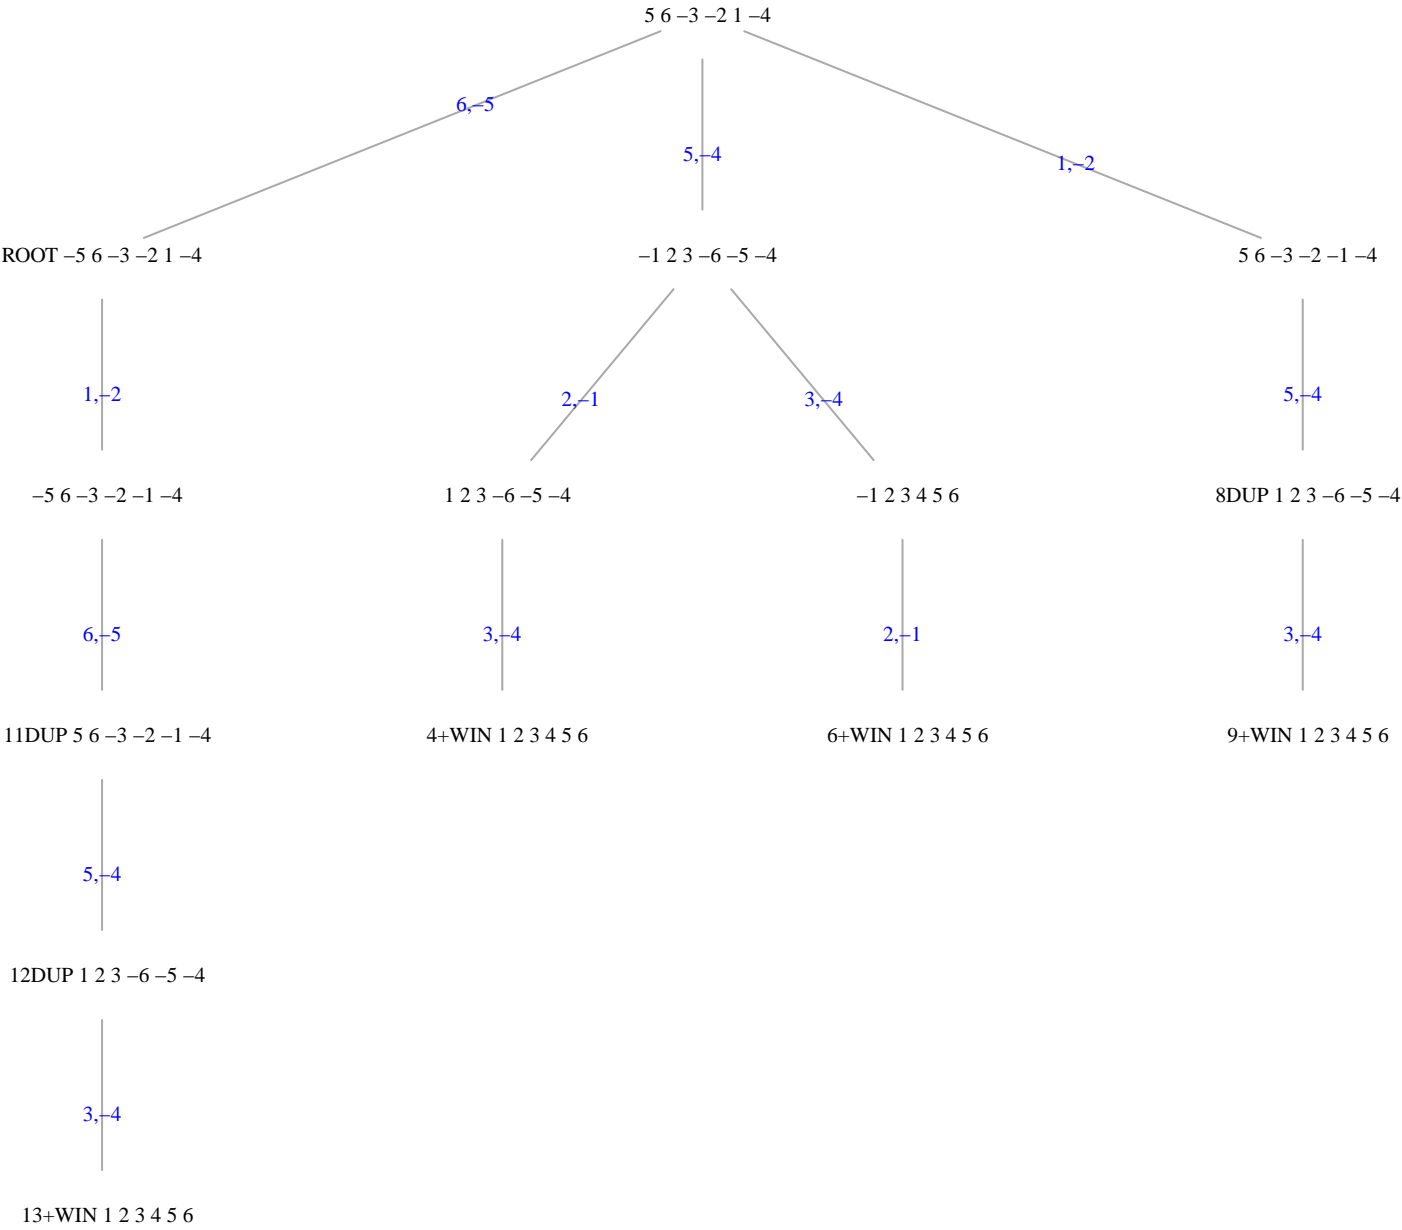 5 6 –3 –2 1 –4
6,–5
5,–4
1,–2
ROOT –5 6 –3 –2 1 –4
–1 2 3 –6 –5 –4
5 6 –3 –2 –1 –4
1,–2
2,–1
3,–4
5,–4
–5 6 –3 –2 –1 –4
1 2 3 –6 –5 –4
–1 2 3 4 5 6
8DUP 1 2 3 –6 –5 –4
6,–5
3,–4
2,–1
3,–4
11DUP 5 6 –3 –2 –1 –4
4+WIN 1 2 3 4 5 6
6+WIN 1 2 3 4 5 6
9+WIN 1 2 3 4 5 6
5,–4
12DUP 1 2 3 –6 –5 –4
3,–4
13+WIN 1 2 3 4 5 6